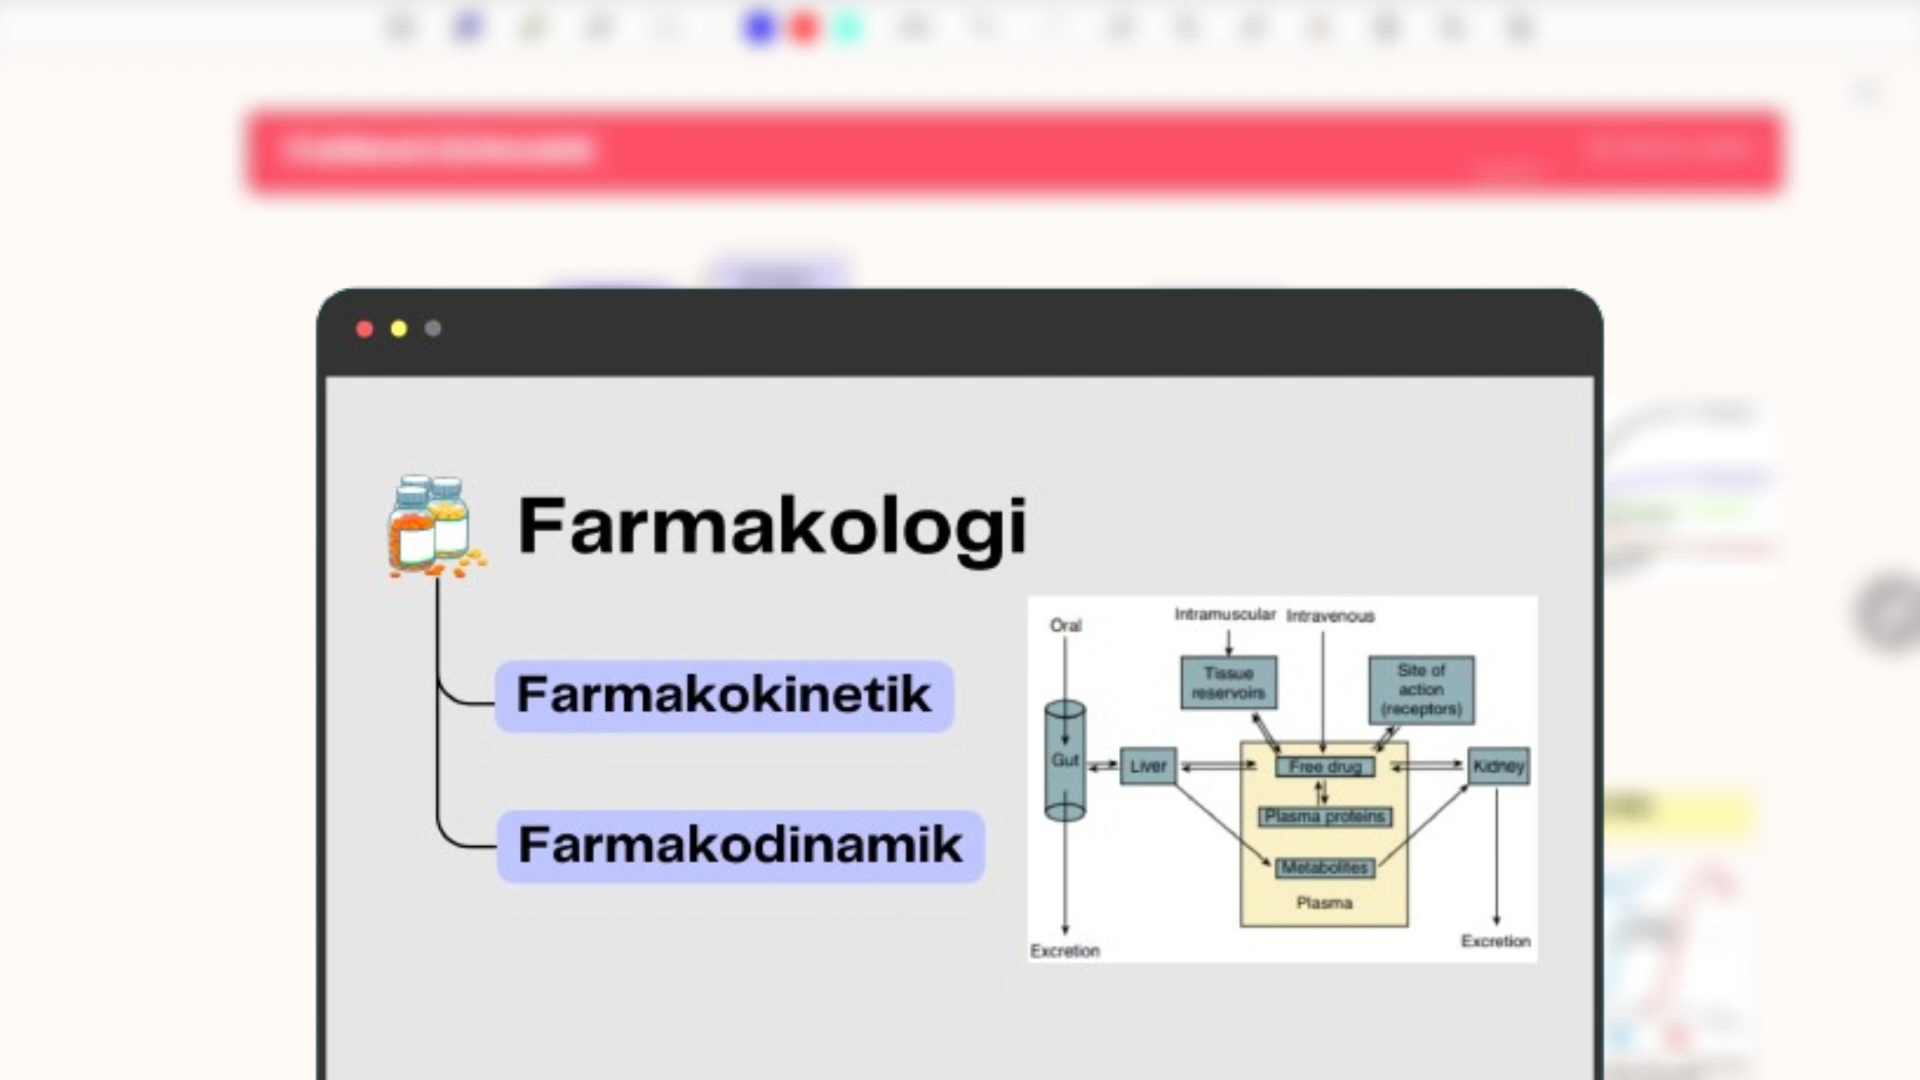 Farmakologi
Farmakokinetik
Farmakodinamik
Oral
Intramuscular
Intravenous
Tissue
reservoirs
Site of
action
(receptors)
Gut
Liver
Free drug
Kidney
Plasma proteins
Metabolites
Plasma
Excretion
Excretion